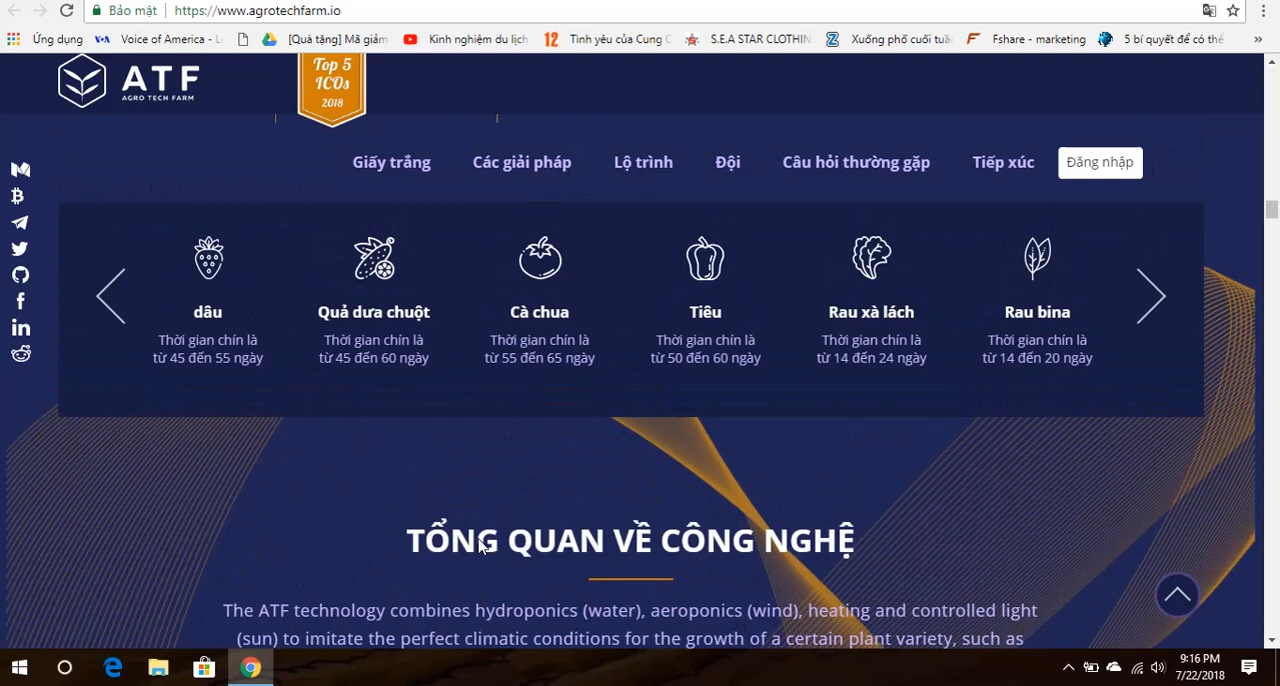 Bảo mật
https://www.agrotechfarm.io
Ứng dụng
Voice of America - L
[Quà tặng] Mã giảm
Kinh nghiệm du lịch
12
Tình yêu của Cung C
S.E.A STAR CLOTHIN
Xuống phố cuối tuần
Fshare - marketing
5 bí quyết để có thể
ATF
AGRO TECH FARM
Top 5
ICOs
2018
Giấy trắng
Các giải pháp
Lộ trình
Đội
Câu hỏi thường gặp
Tiếp xúc
Đăng nhập
dâu
Thời gian chín là
từ 45 đến 55 ngày
Quả dưa chuột
Thời gian chín là
từ 45 đến 60 ngày
Cà chua
Thời gian chín là
từ 55 đến 65 ngày
Tiêu
Thời gian chín là
từ 50 đến 60 ngày
Rau xà lách
Thời gian chín là
từ 14 đến 24 ngày
Rau bina
Thời gian chín là
từ 14 đến 20 ngày
TỔNG QUAN VỀ CÔNG NGHỆ
The ATF technology combines hydroponics (water), aeroponics (wind), heating and controlled light
(sun) to imitate the perfect climatic conditions for the growth of a certain plant variety, such as
9:16 PM
7/22/2018